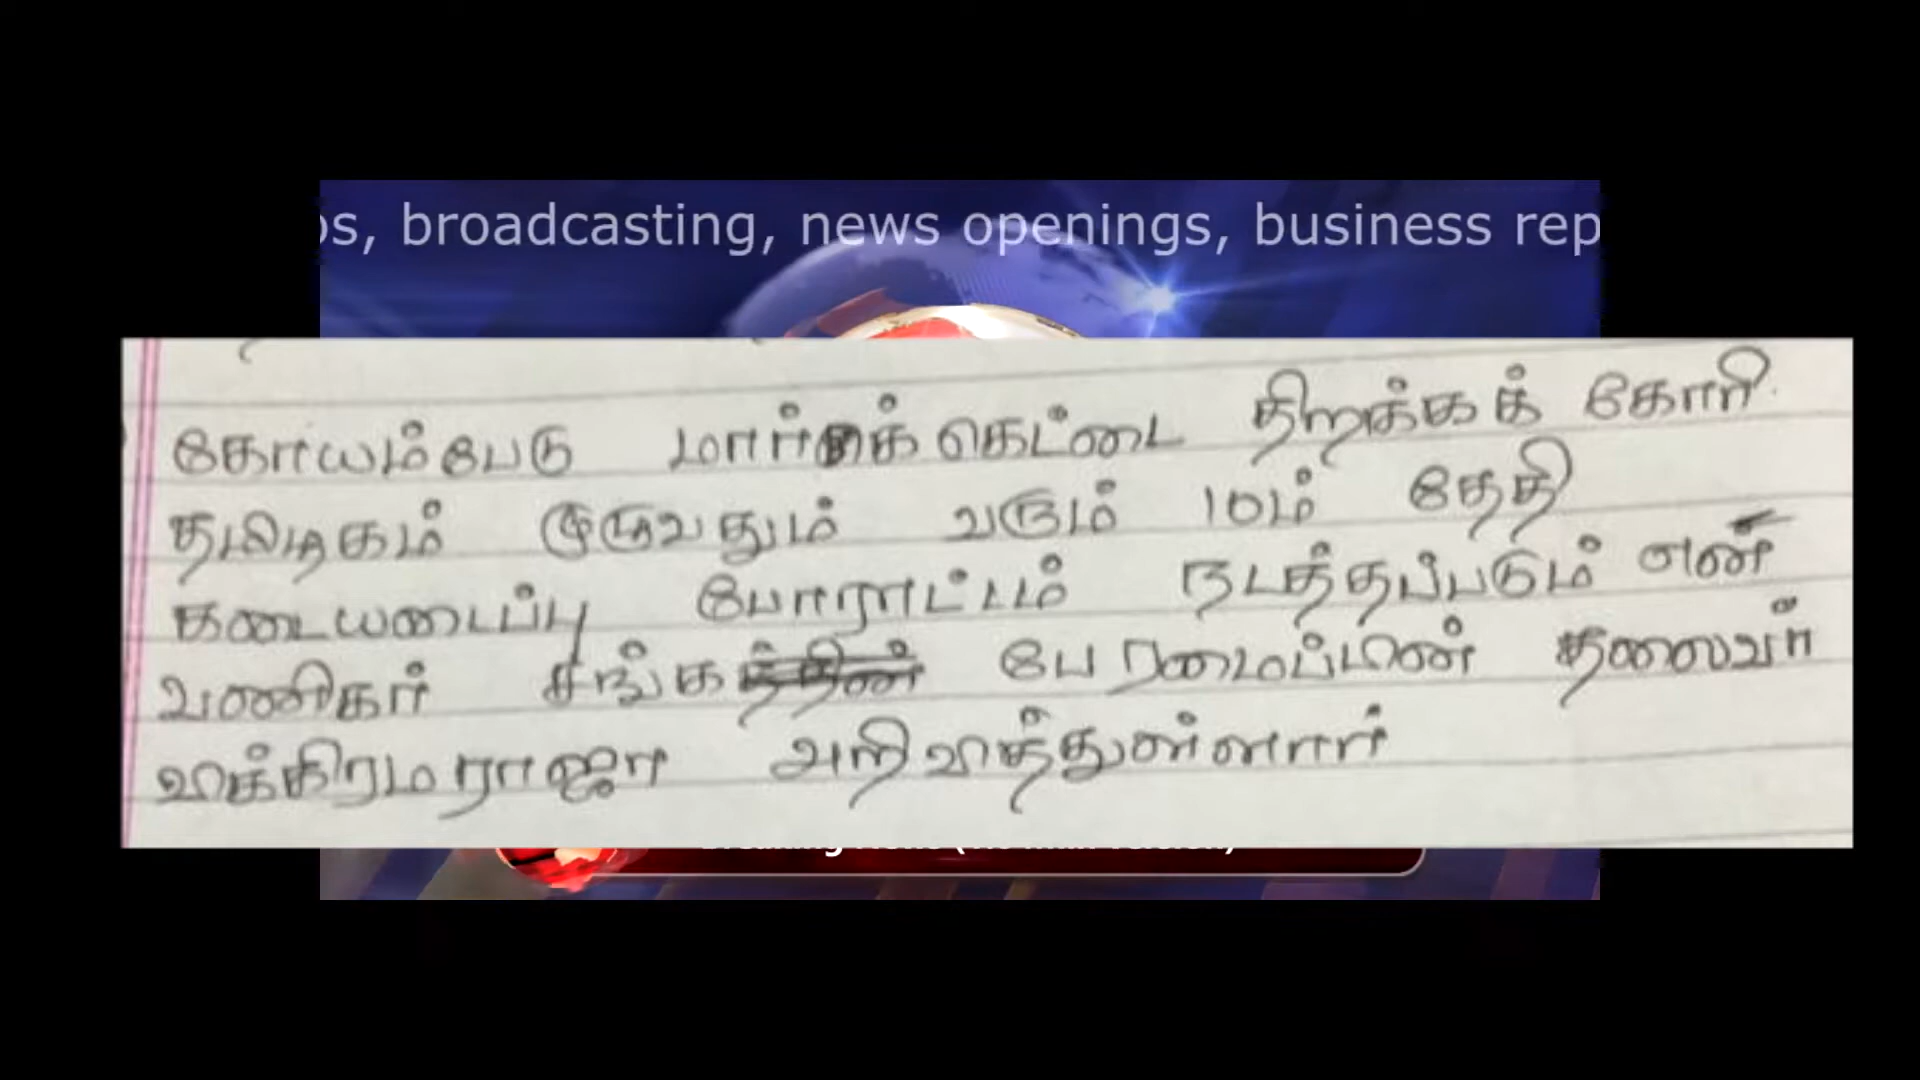 os, broadcasting, news openings, business rep
கோயம்பேடு மார்க்கெட்டை திறக்கக் கோரி
தமிழகம் முழுவதும் வரும் 10ம் தேதி
கடையடைப்பு போராட்டம் நடத்தப்படும் என
வணிகர் சங்க பேரமைப்பின் தலைவர்
விக்கிரமராஜா அறிவித்துள்ளார்